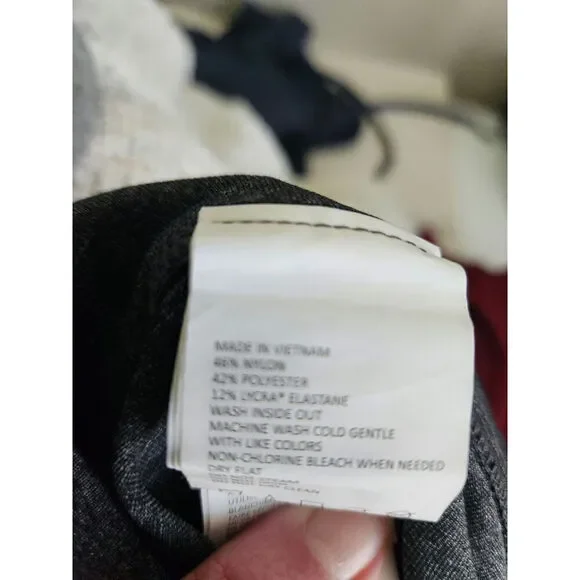 MADE IN VIETNAM
46% NYLON
42% POLYESTER
12% LYCRA® ELASTANE
WASH INSIDE OUT
MACHINE WASH COLD GENTLE
WITH LIKE COLORS
NON-CHLORINE BLEACH WHEN NEEDED
DRY FLAT
CLEAN